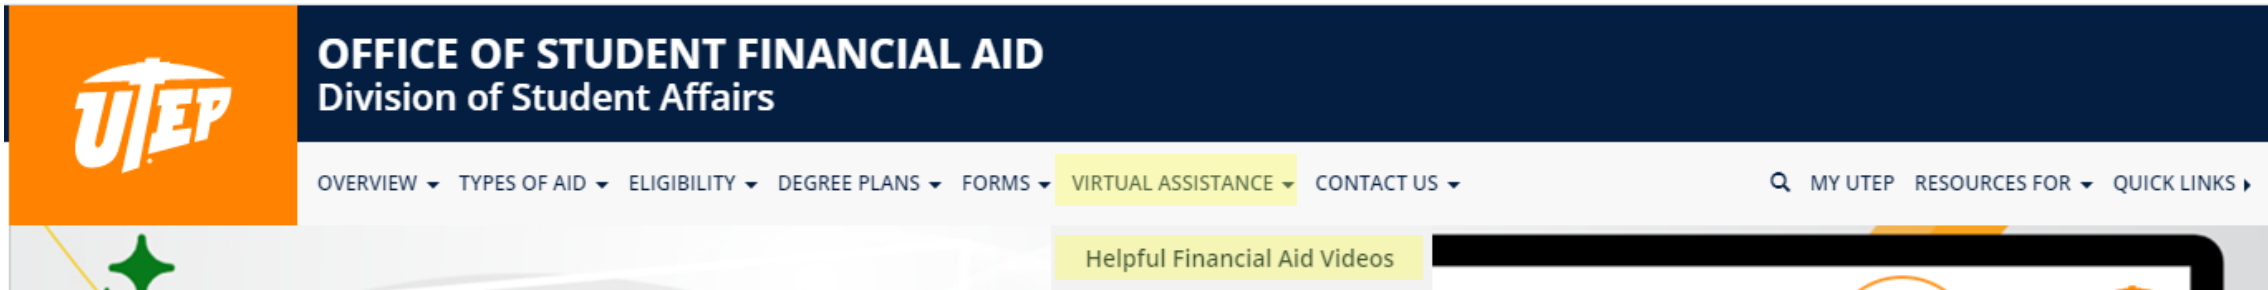 UTEP
OFFICE OF STUDENT FINANCIAL AID
Division of Student Affairs
OVERVIEW TYPES OF AID ELIGIBILITY DEGREE PLANS FORMS VIRTUAL ASSISTANCE CONTACT US MY UTEP RESOURCES FOR QUICK LINKS
Helpful Financial Aid Videos